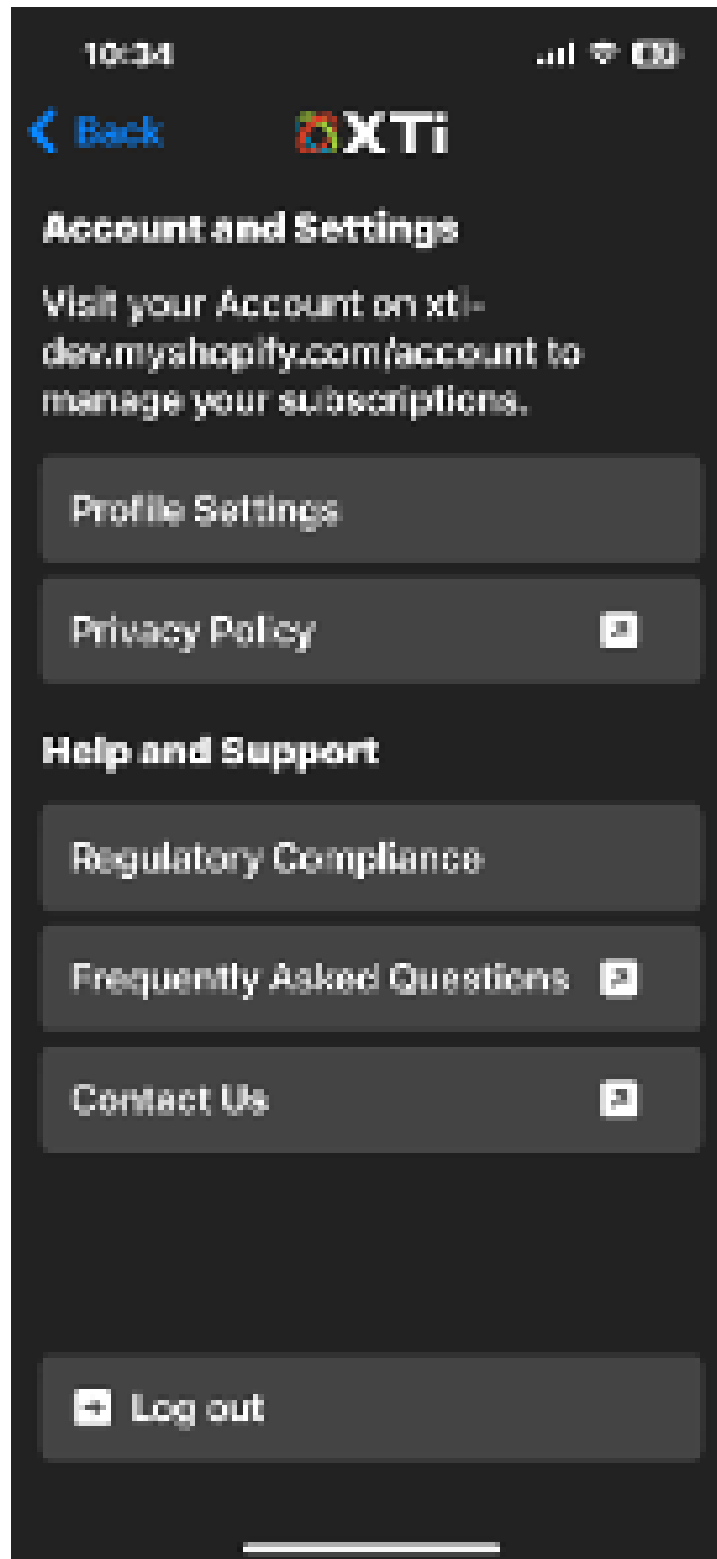 10:34
Back
XTi
Account and Settings
Visit your Account on xti-
dev.myshopify.com/account to
manage your subscriptions.
Profile Settings
Privacy Policy
Help and Support
Regulatory Compliance
Frequently Asked Questions
Contact Us
Log out